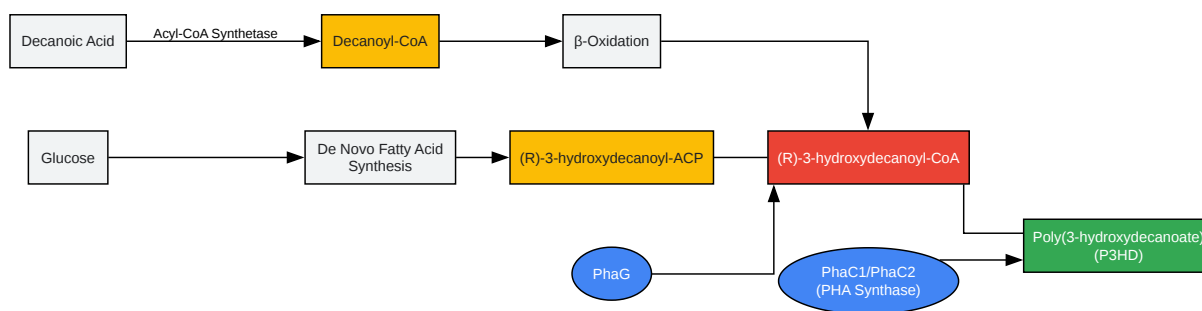 Decanoic Acid
Acyl-CoA Synthetase
Decanoyl-CoA
β-Oxidation
Glucose
De Novo Fatty Acid
Synthesis
(R)-3-hydroxydecanoyl-ACP
(R)-3-hydroxydecanoyl-CoA
Poly(3-hydroxydecanoate)
(P3HD)
PhaG
PhaC1/PhaC2
(PHA Synthase)